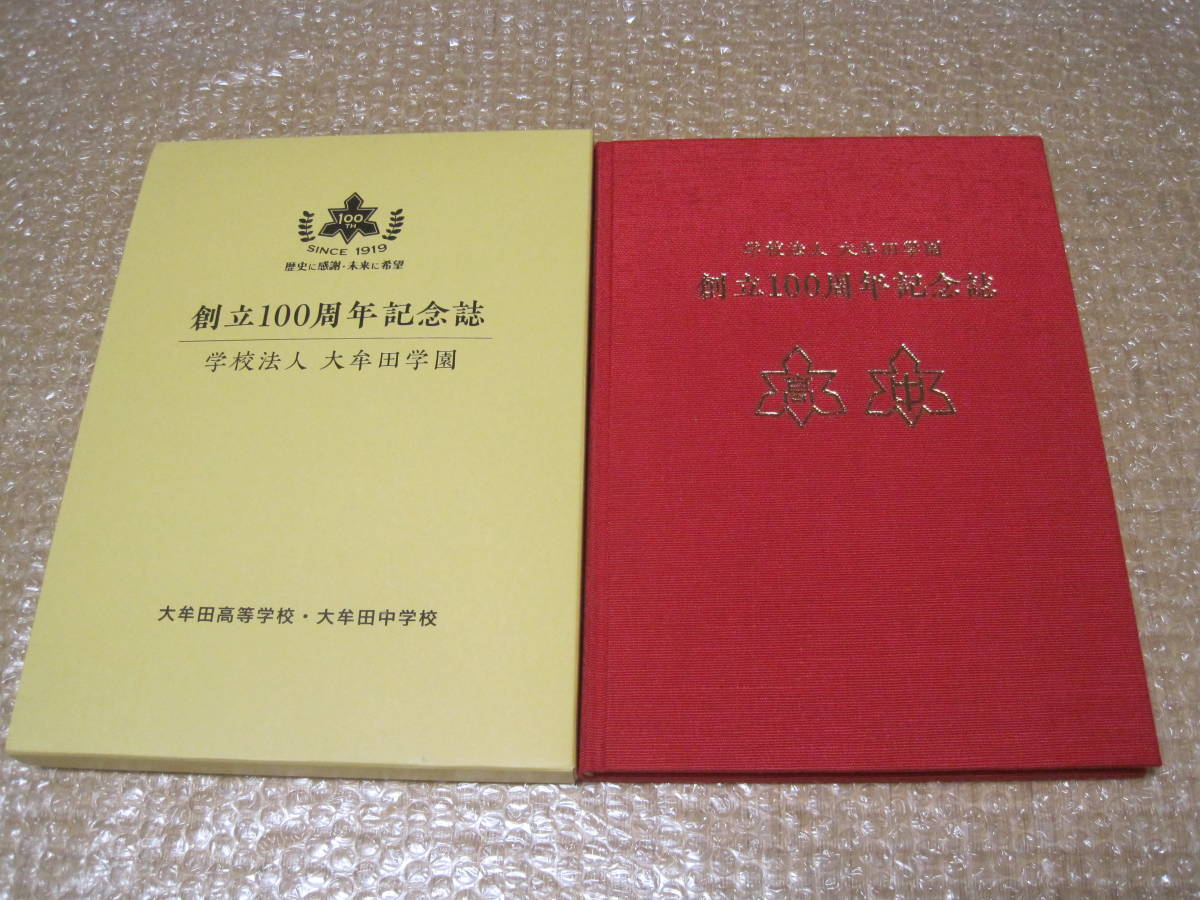 100
TH
SINCE 1919
歴史に感謝・未来に希望
創立100周年記念誌
学校法人 大牟田学園
大牟田高等学校・大牟田中学校
学校法人 大牟田学園
創立100周年記念誌
高 中